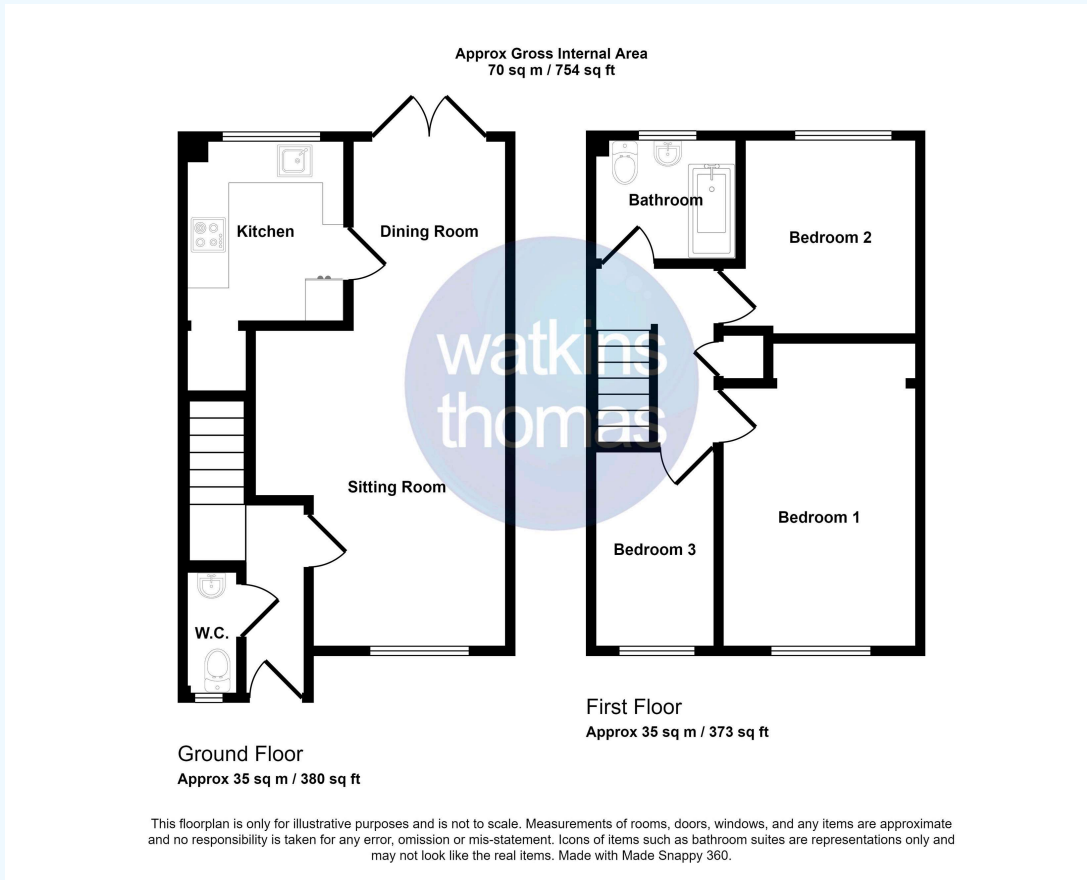 Approx Gross Internal Area
70 sq m / 754 sq ft
Kitchen
Dining Room
Sitting Room
W.C.
Bathroom
Bedroom 2
Bedroom 1
Bedroom 3
watkins
thomas
Ground Floor
Approx 35 sq m / 380 sq ft
First Floor
Approx 35 sq m / 373 sq ft
This floorplan is only for illustrative purposes and is not to scale. Measurements of rooms, doors, windows, and any items are approximate
and no responsibility is taken for any error, omission or mis-statement. Icons of items such as bathroom suites are representations only and
may not look like the real items. Made with Made Snappy 360.